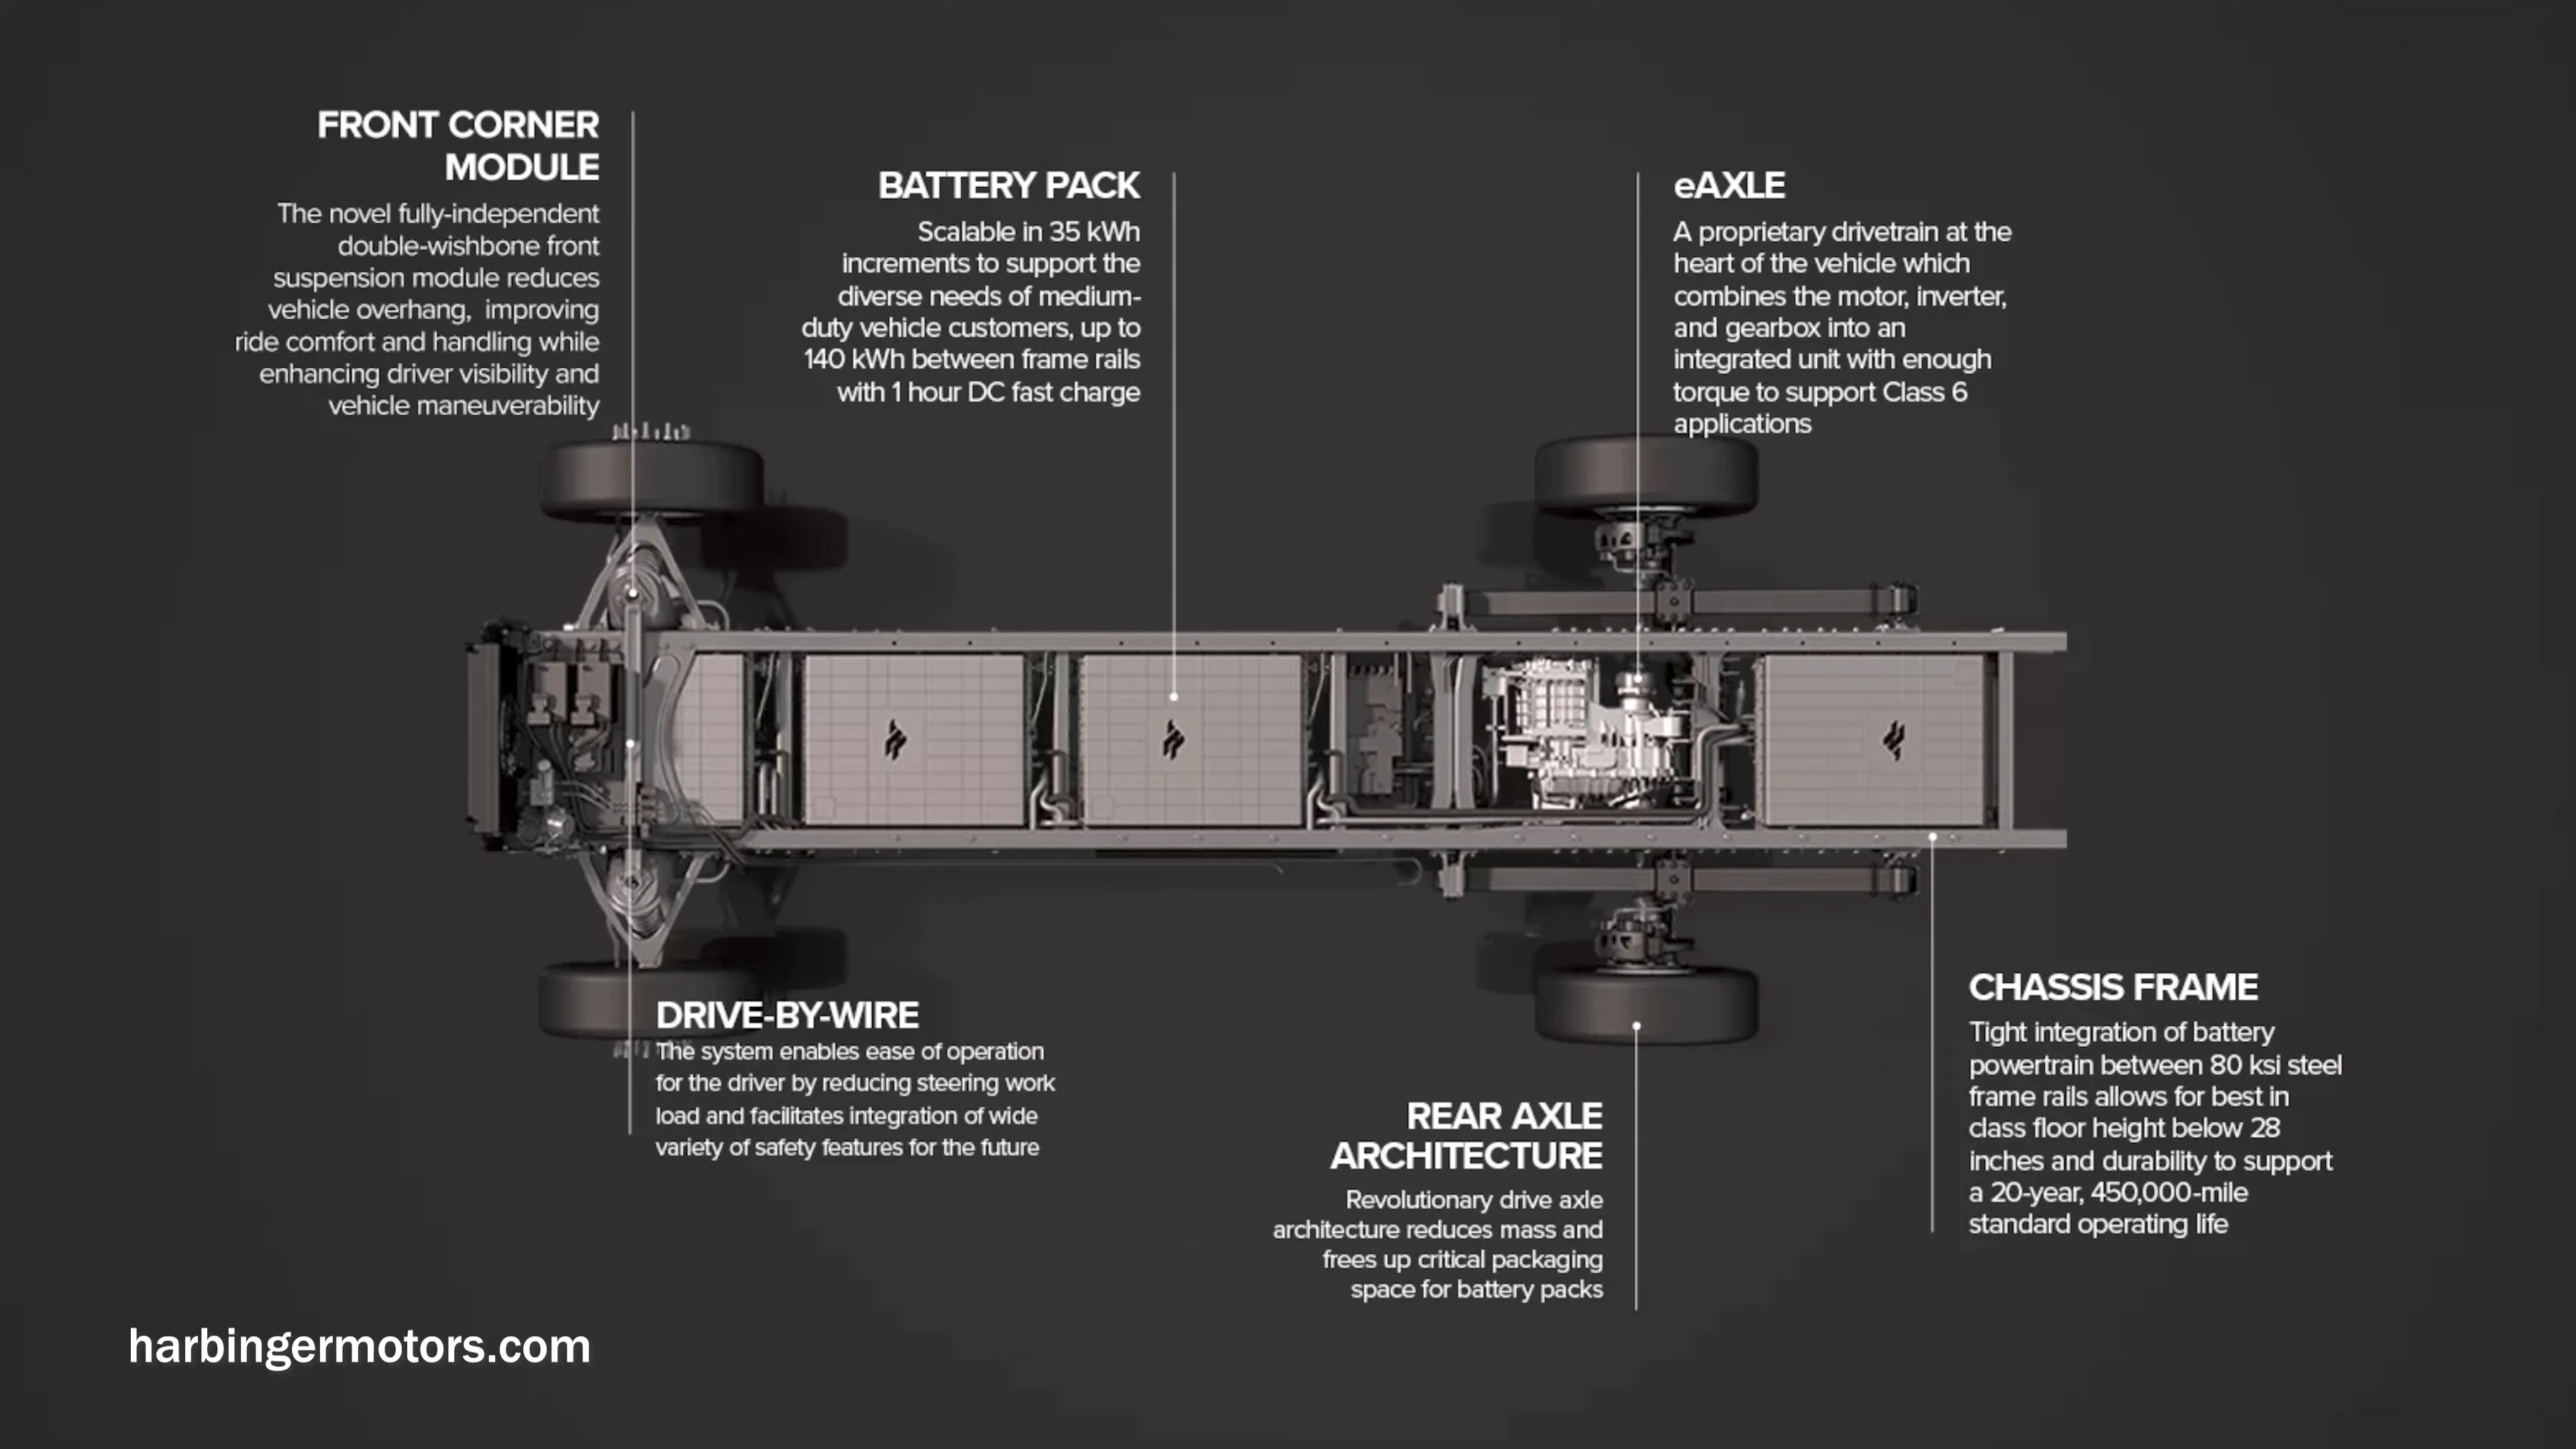 FRONT CORNER
MODULE
The novel fully-independent
double-wishbone front
suspension module reduces
vehicle overhang, improving
ride comfort and handling while
enhancing driver visibility and
vehicle maneuverability
BATTERY PACK
Scalable in 35 kWh
increments to support the
diverse needs of medium-
duty vehicle customers, up to
140 kWh between frame rails
with 1 hour DC fast charge
eAXLE
A proprietary drivetrain at the
heart of the vehicle which
combines the motor, inverter,
and gearbox into an
integrated unit with enough
torque to support Class 6
applications
DRIVE-BY-WIRE
The system enables ease of operation
for the driver by reducing steering work
load and facilitates integration of wide
variety of safety features for the future
REAR AXLE
ARCHITECTURE
Revolutionary drive axle
architecture reduces mass and
frees up critical packaging
space for battery packs
CHASSIS FRAME
Tight integration of battery
powertrain between 80 ksi steel
frame rails allows for best in
class floor height below 28
inches and durability to support
a 20-year, 450,000-mile
standard operating life
harbingermotors.com